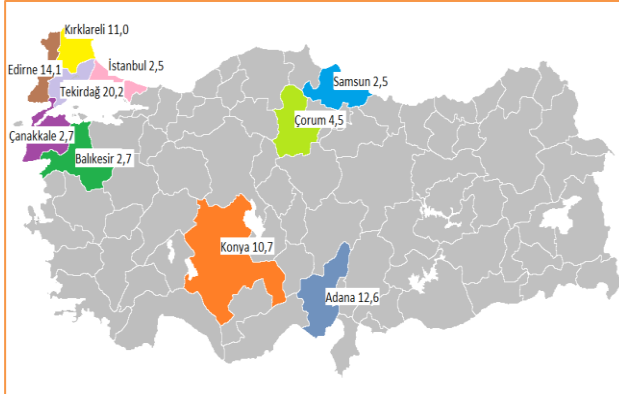 Kırklareli 11,0
İstanbul 2,5
Edirne 14,1
Tekirdağ 20,2
Samsun 2,5
Çorum 4,5
Çanakkale 2,7
Balıkesir 2,7
Konya 10,7
Adana 12,6